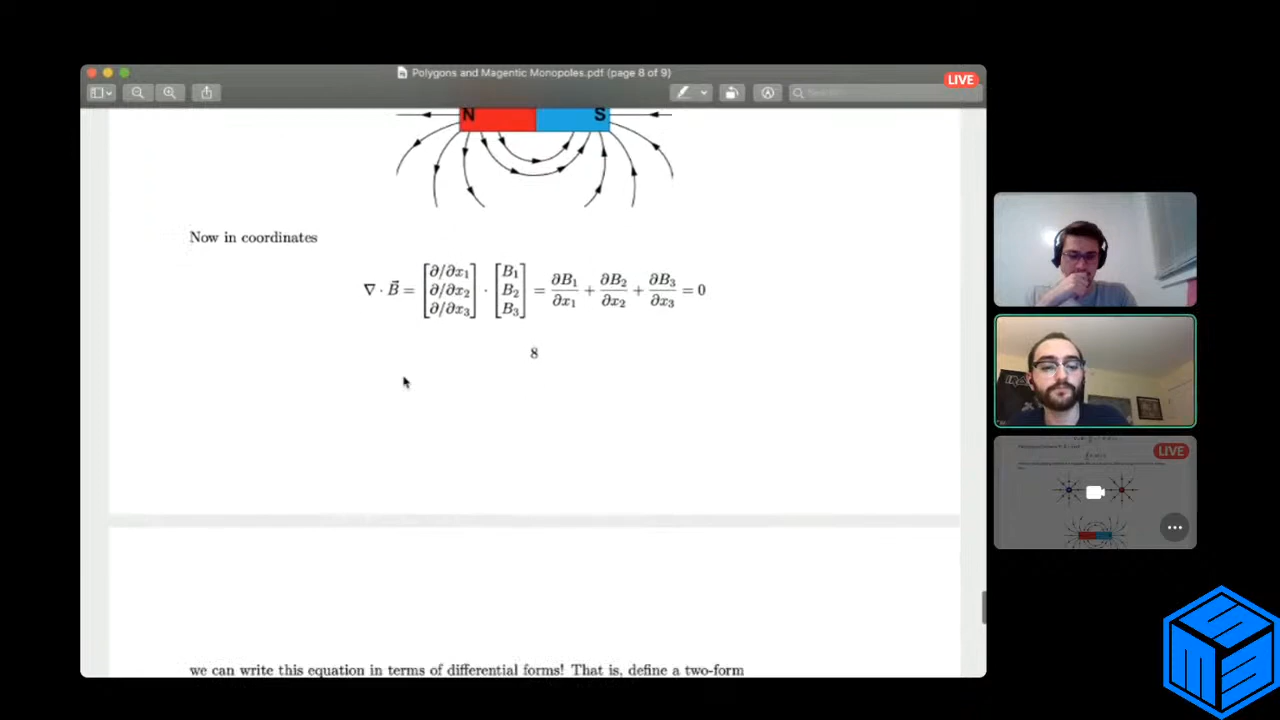 Polygons and Magentic Monopoles.pdf (page 8 of 9)
LIVE
Search
N S
Now in coordinates
∇ · B⃗ = [∂/∂x₁ ∂/∂x₂ ∂/∂x₃] · [B₁ B₂ B₃] = ∂B₁/∂x₁ + ∂B₂/∂x₂ + ∂B₃/∂x₃ = 0
8
we can write this equation in terms of differential forms! That is, define a two-form
LIVE
S
M
3